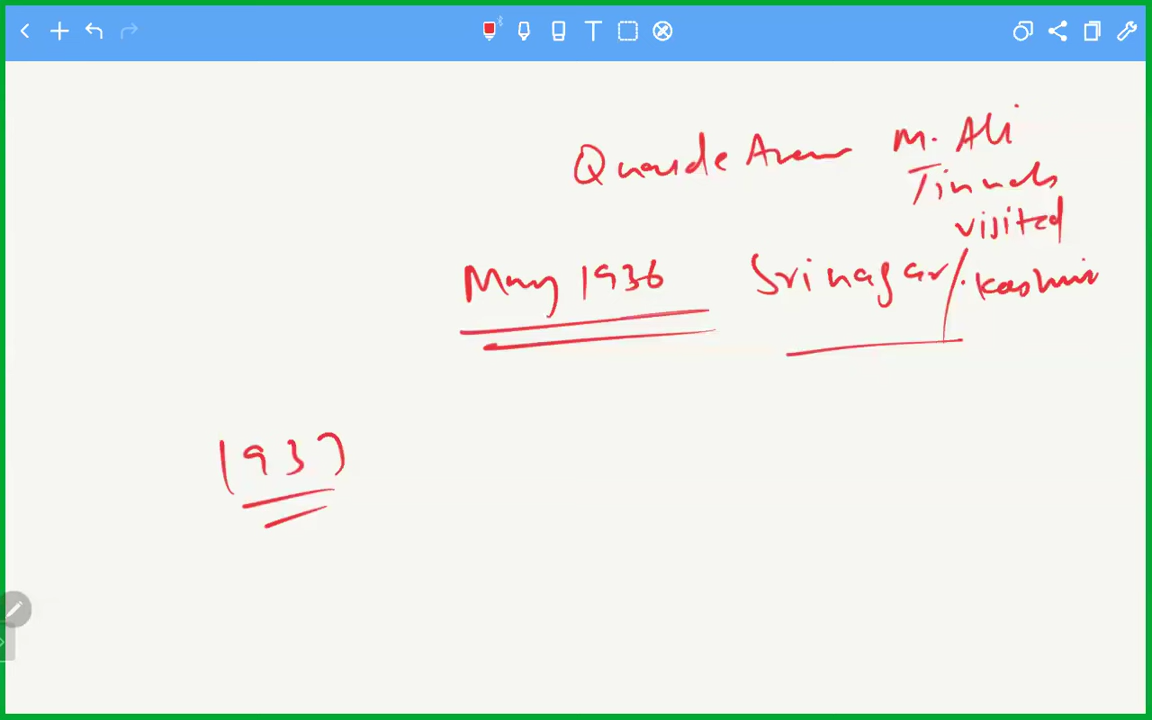 Quaide Azam M. Ali
Jinnah
visited
May 1936 Srinagar/.Kashmir
1937
T